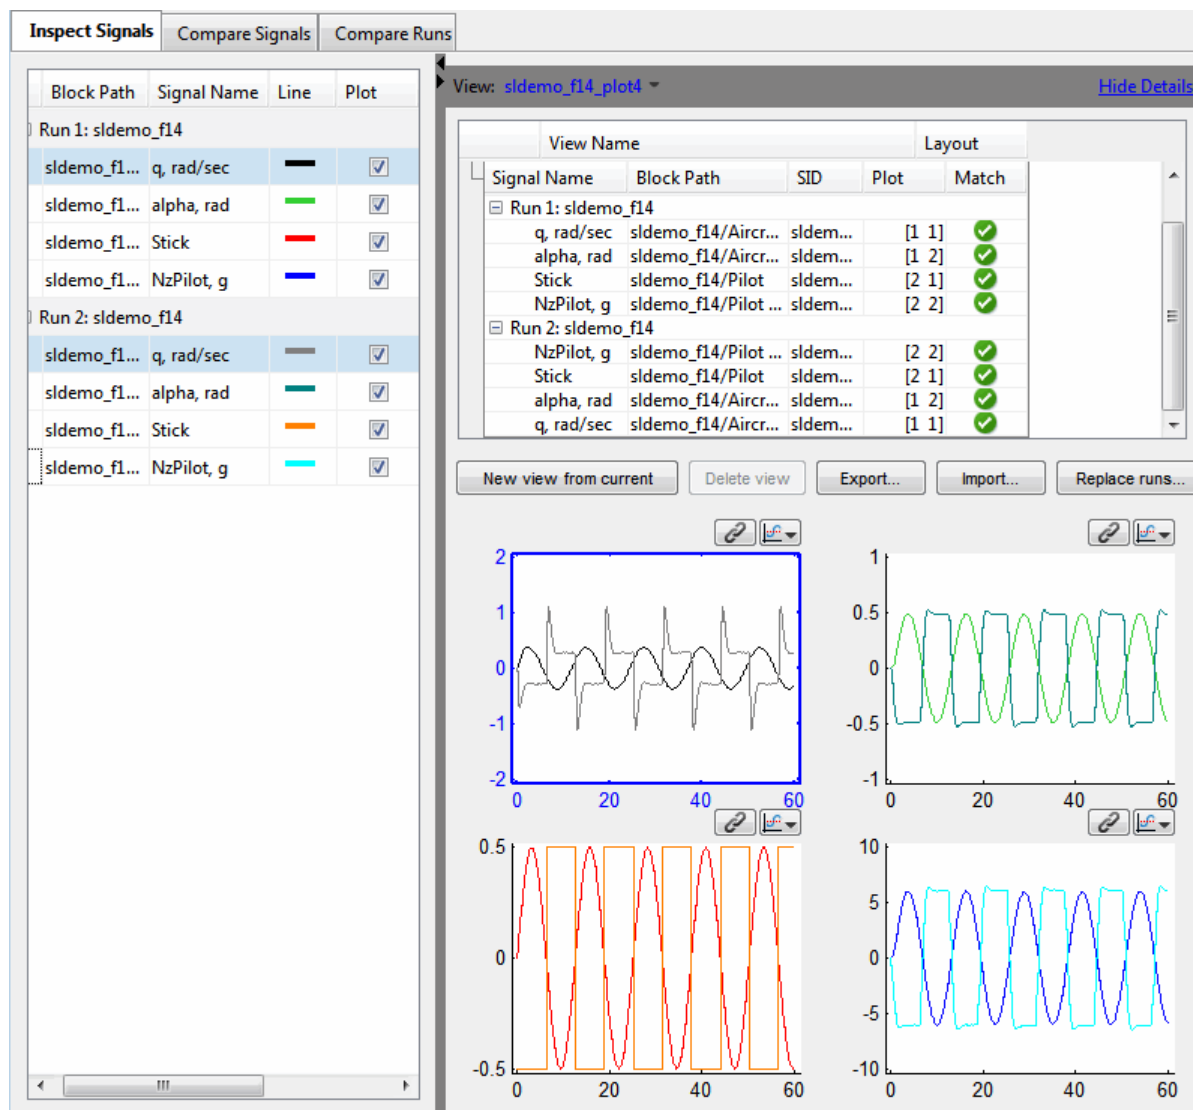 Inspect Signals Compare Signals Compare Runs
Block Path Signal Name Line Plot
Run 1: sldemo_f14
sldemo_f1... q, rad/sec
sldemo_f1... alpha, rad
sldemo_f1... Stick
sldemo_f1... NzPilot, g
Run 2: sldemo_f14
sldemo_f1... q, rad/sec
sldemo_f1... alpha, rad
sldemo_f1... Stick
sldemo_f1... NzPilot, g
View: sldemo_f14_plot4 Hide Details
View Name Layout
Signal Name Block Path SID Plot Match
Run 1: sldemo_f14
q, rad/sec sldemo_f14/Aircr... sldem... [1 1]
alpha, rad sldemo_f14/Aircr... sldem... [1 2]
Stick sldemo_f14/Pilot sldem... [2 1]
NzPilot, g sldemo_f14/Pilot ... sldem... [2 2]
Run 2: sldemo_f14
NzPilot, g sldemo_f14/Pilot ... sldem... [2 2]
Stick sldemo_f14/Pilot sldem... [2 1]
alpha, rad sldemo_f14/Aircr... sldem... [1 2]
q, rad/sec sldemo_f14/Aircr... sldem... [1 1]
New view from current Delete view Export... Import... Replace runs...
2
1
0
-1
-2
0 20 40 60
1
0.5
0
-0.5
-1
0 20 40 60
0.5
0
-0.5
0 20 40 60
10
5
0
-5
-10
0 20 40 60